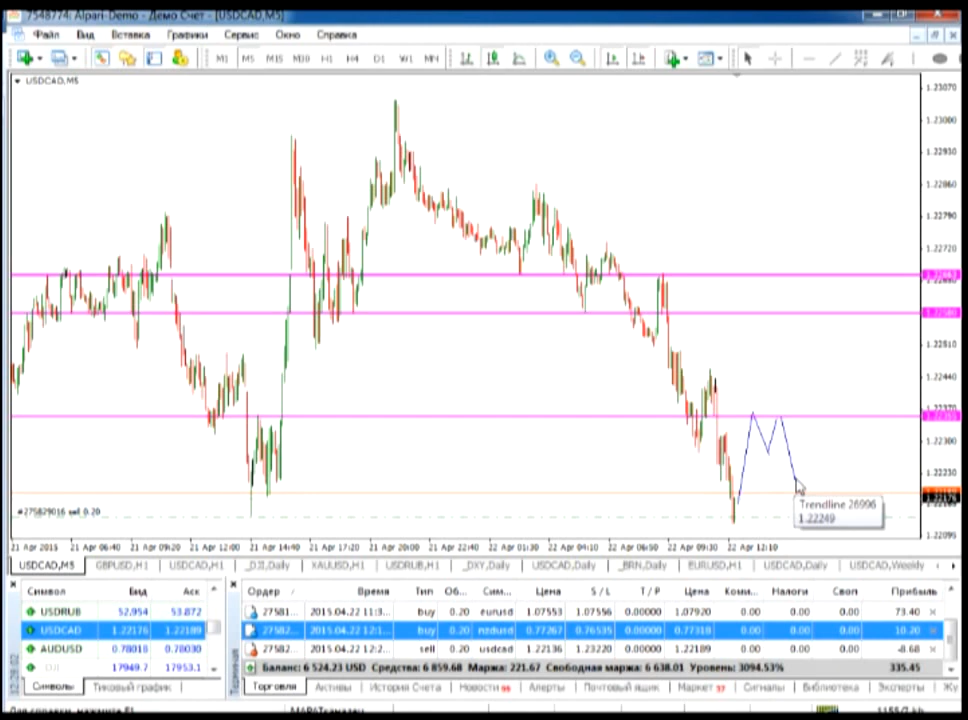 7548774: Alpari-Demo - Демо Счет - [USDCAD,M5]
Файл Вид Вставка Графики Сервис Окно Справка
M1 M5 M15 M30 H1 H4 D1 W1 MN
USDCAD,M5
1.23070
1.23000
1.22930
1.22860
1.22790
1.22720
1.22510
1.22440
1.22370
1.22300
1.22230
1.22176
1.22095
#275829016 sell 0.20
Trendline 26996
1.22249
21 Apr 2015 21 Apr 06:40 21 Apr 09:20 21 Apr 12:00 21 Apr 14:40 21 Apr 17:20 21 Apr 20:00 21 Apr 22:40 22 Apr 01:30 22 Apr 04:10 22 Apr 06:50 22 Apr 09:30 22 Apr 12:10
USDCAD,M5 GBPUSD,H1 USDCAD,H1 _DJI,Daily XAUUSD,H1 USDRUB,H1 _DXY,Daily USDCAD,Daily _BRN,Daily EURUSD,H1 USDCAD,Daily USDCAD,Weekly
Символ Бид Аск
USDRUB 52.954 53.872
USDCAD 1.22176 1.22189
AUDUSD 0.78018 0.78030
DJI 17949.7 17953.1
Символы Тиковый график
Ордер Время Тип Об... Сим... Цена S / L T / P Цена Коми... Налоги Своп Прибыль
27581... 2015.04.22 11:3... buy 0.20 eurusd 1.07553 1.07556 0.00000 1.07920 0.00 0.00 0.00 73.40
27582... 2015.04.22 12:1... buy 0.20 nzdusd 0.77267 0.76535 0.00000 0.77318 0.00 0.00 0.00 10.20
27582... 2015.04.22 12:2... sell 0.20 usdcad 1.22136 1.23220 0.00000 1.22189 0.00 0.00 0.00 -8.68
Баланс: 6 524.23 USD Средства: 6 859.68 Маржа: 221.67 Свободная маржа: 6 638.01 Уровень: 3094.53% 335.45
Торговля Активы История Счета Новости Алерты Почтовый ящик Маркет Сигналы Библиотека Эксперты Жу